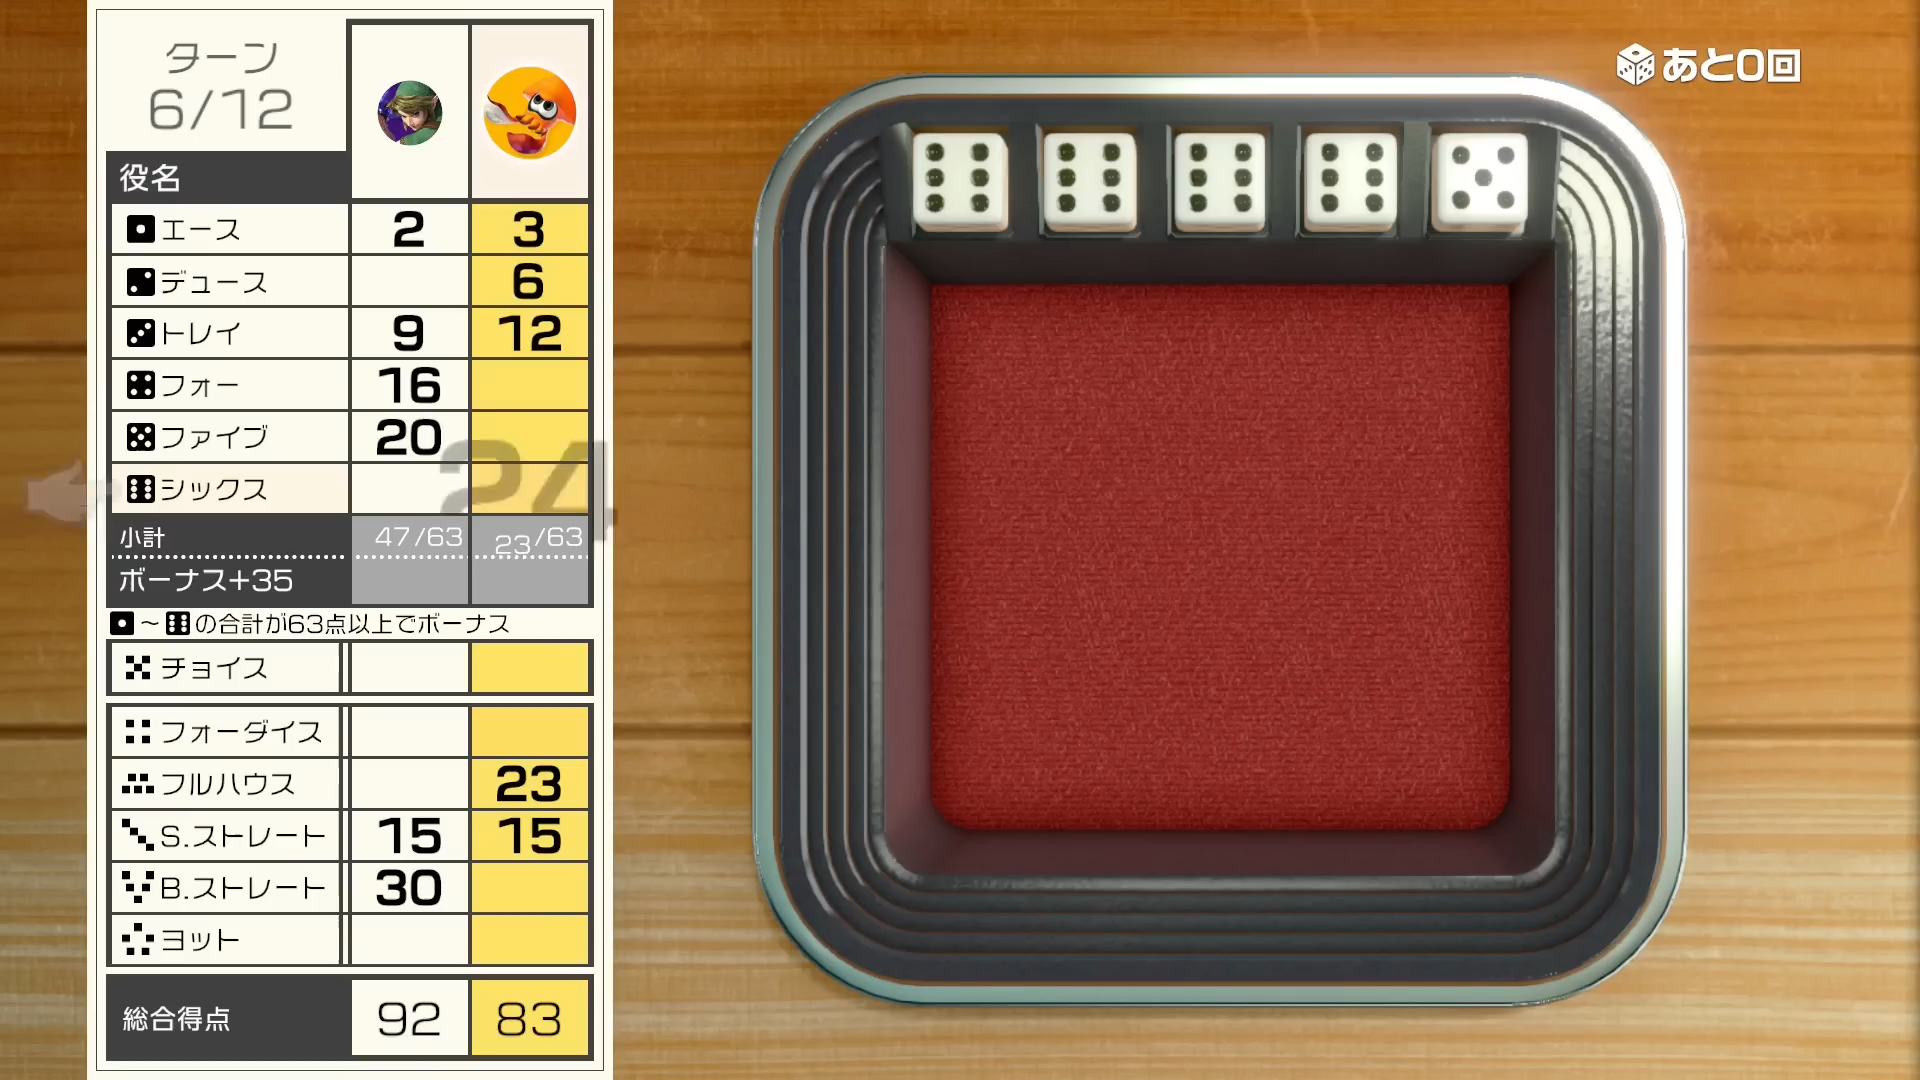 ターン
6/12
あと0回
役名
エース 2 3
デュース 6
トレイ 9 12
フォー 16
ファイブ 20
シックス 24
小計 47/63 23/63
ボーナス+35
～の合計が63点以上でボーナス
チョイス
フォーダイス
フルハウス 23
S.ストレート 15 15
B.ストレート 30
ヨット
総合得点 92 83